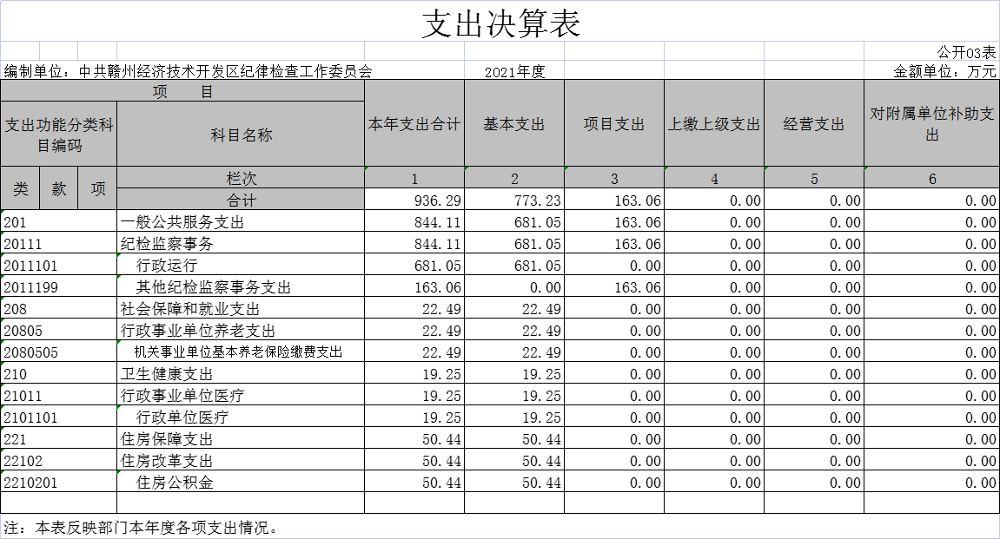 支出决算表
公开03表
编制单位：中共赣州经济技术开发区纪律检查工作委员会 2021年度 金额单位：万元
项 目 本年支出合计 基本支出 项目支出 上缴上级支出 经营支出 对附属单位补助支出
支出功能分类科目编码 科目名称
类 款 项 栏次 1 2 3 4 5 6
合计 936.29 773.23 163.06 0.00 0.00 0.00
201 一般公共服务支出 844.11 681.05 163.06 0.00 0.00 0.00
20111 纪检监察事务 844.11 681.05 163.06 0.00 0.00 0.00
2011101 行政运行 681.05 681.05 0.00 0.00 0.00 0.00
2011199 其他纪检监察事务支出 163.06 0.00 163.06 0.00 0.00 0.00
208 社会保障和就业支出 22.49 22.49 0.00 0.00 0.00 0.00
20805 行政事业单位养老支出 22.49 22.49 0.00 0.00 0.00 0.00
2080505 机关事业单位基本养老保险缴费支出 22.49 22.49 0.00 0.00 0.00 0.00
210 卫生健康支出 19.25 19.25 0.00 0.00 0.00 0.00
21011 行政事业单位医疗 19.25 19.25 0.00 0.00 0.00 0.00
2101101 行政单位医疗 19.25 19.25 0.00 0.00 0.00 0.00
221 住房保障支出 50.44 50.44 0.00 0.00 0.00 0.00
22102 住房改革支出 50.44 50.44 0.00 0.00 0.00 0.00
2210201 住房公积金 50.44 50.44 0.00 0.00 0.00 0.00
注：本表反映部门本年度各项支出情况。